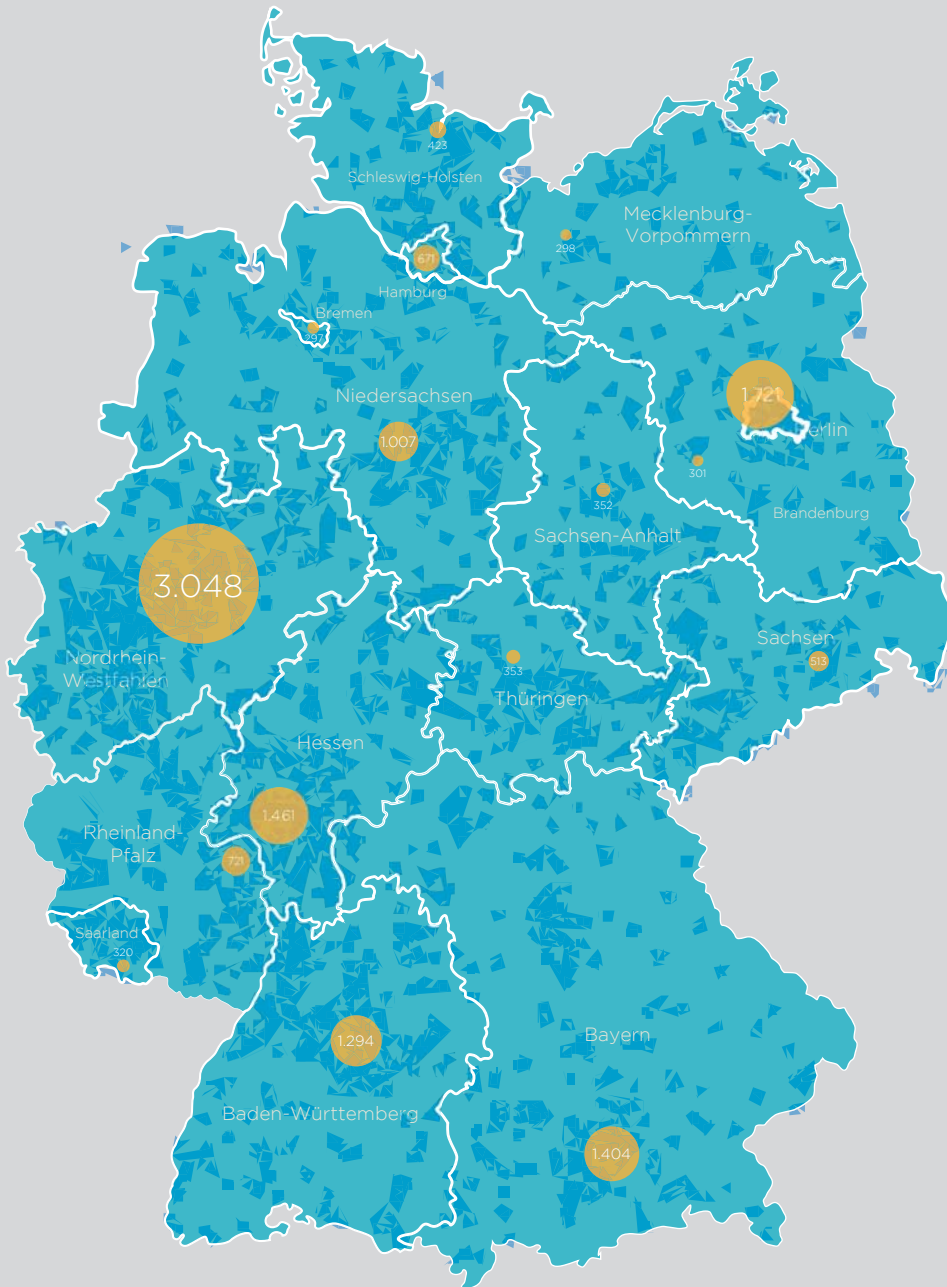 423
Schleswig-Holsten
Mecklenburg-
Vorpommern
298
671
Hamburg
Bremen
297
Niedersachsen
1.721
erlin
1.007
301
352
Brandenburg
Sachsen-Anhalt
3.048
Sachsen
513
Nordrhein-
Westfahlen
353
Thüringen
Hessen
1.461
Rheinland-
Pfalz
721
Saarland
320
Bayern
1.294
Baden-Württemberg
1.404